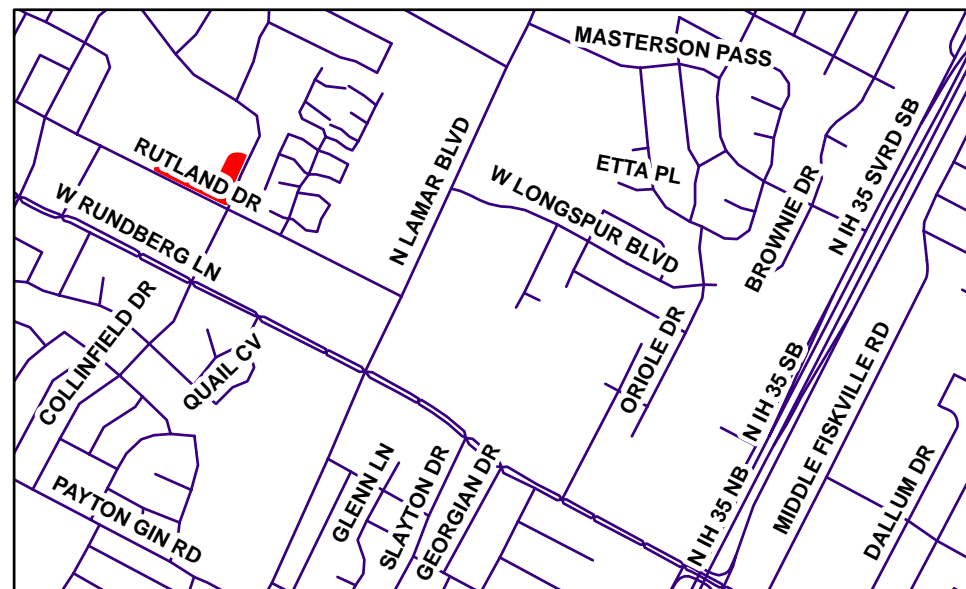 MASTERSON PASS
RUTLAND DR
N LAMAR BLVD
ETTA PL
W LONGSPUR BLVD
BROWNIE DR
N IH 35 SVRD SB
W RUNDBERG LN
COLLINFIELD DR
QUAIL CV
ORIOLE DR
N IH 35 SB
MIDDLE FISKVILLE RD
PAYTON GIN RD
GLENN LN
SLAYTON DR
GEORGIAN DR
N IH 35 NB
DALLUM DR